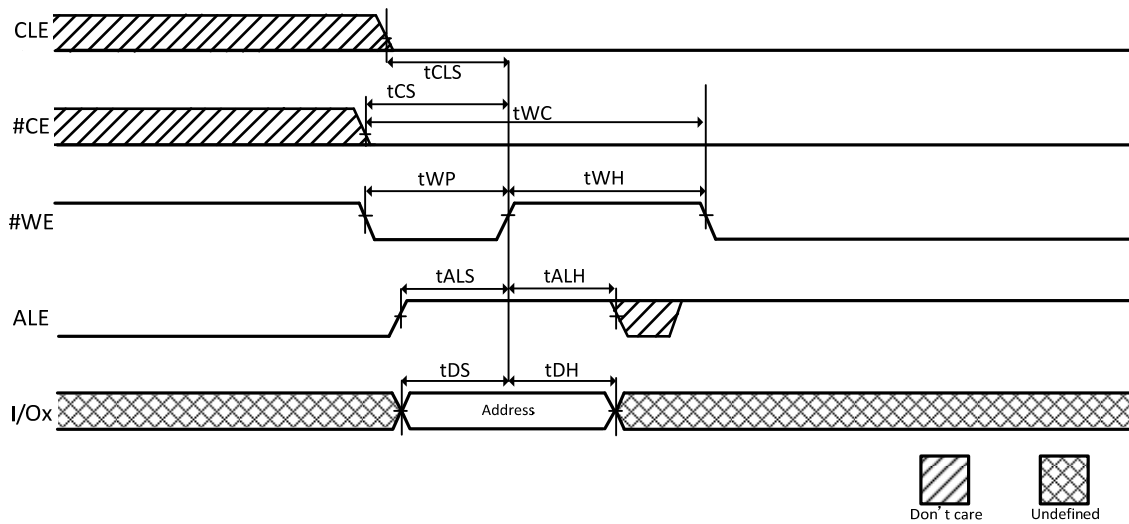 CLE
tCLS
tCS
tWC
#CE
tWP
tWH
#WE
tALS
tALH
ALE
tDS
tDH
I/Ox
Address
Don’t care
Undefined